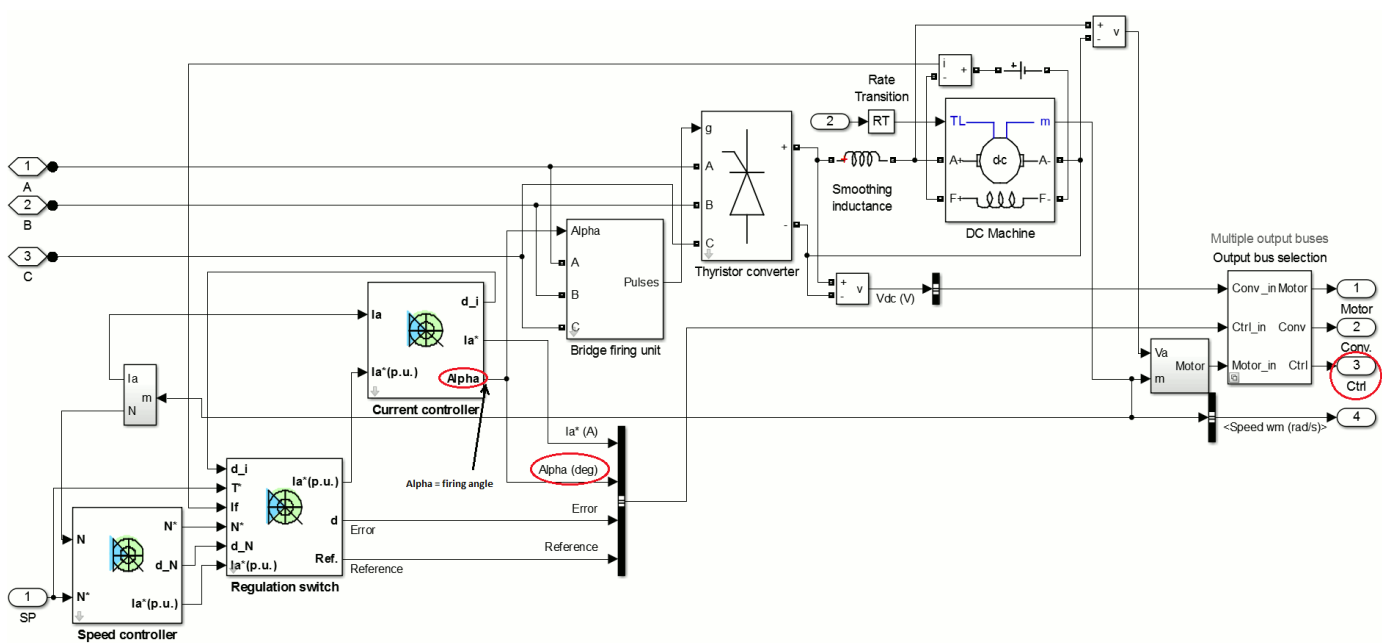 +
v
-
i
+
-
+
Rate
Transition
2
RT
TL
m
A+
dc
A-
F+
F-
DC Machine
Smoothing
inductance
g
A
B
C
+
-
Thyristor converter
1
A
2
B
3
C
Alpha
A
B
C
Pulses
Bridge firing unit
+
-
v
Vdc (V)
Multiple output buses
Output bus selection
Conv_in
Motor
Ctrl_in
Conv
Motor_in
Ctrl
1
Motor
2
Conv.
3
Ctrl
4
<Speed wm (rad/s)>
Va
m
Motor
d_i
Ia
Ia*
Ia*(p.u.)
Alpha
Current controller
Ia
m
N
Alpha = firing angle
Ia* (A)
Alpha (deg)
Error
Reference
d_i
T*
If
N*
d_N
Ia*(p.u.)
Ia*(p.u.)
d
Ref.
Error
Reference
Regulation switch
N
N*
N*
d_N
Ia*(p.u.)
Speed controller
1
SP